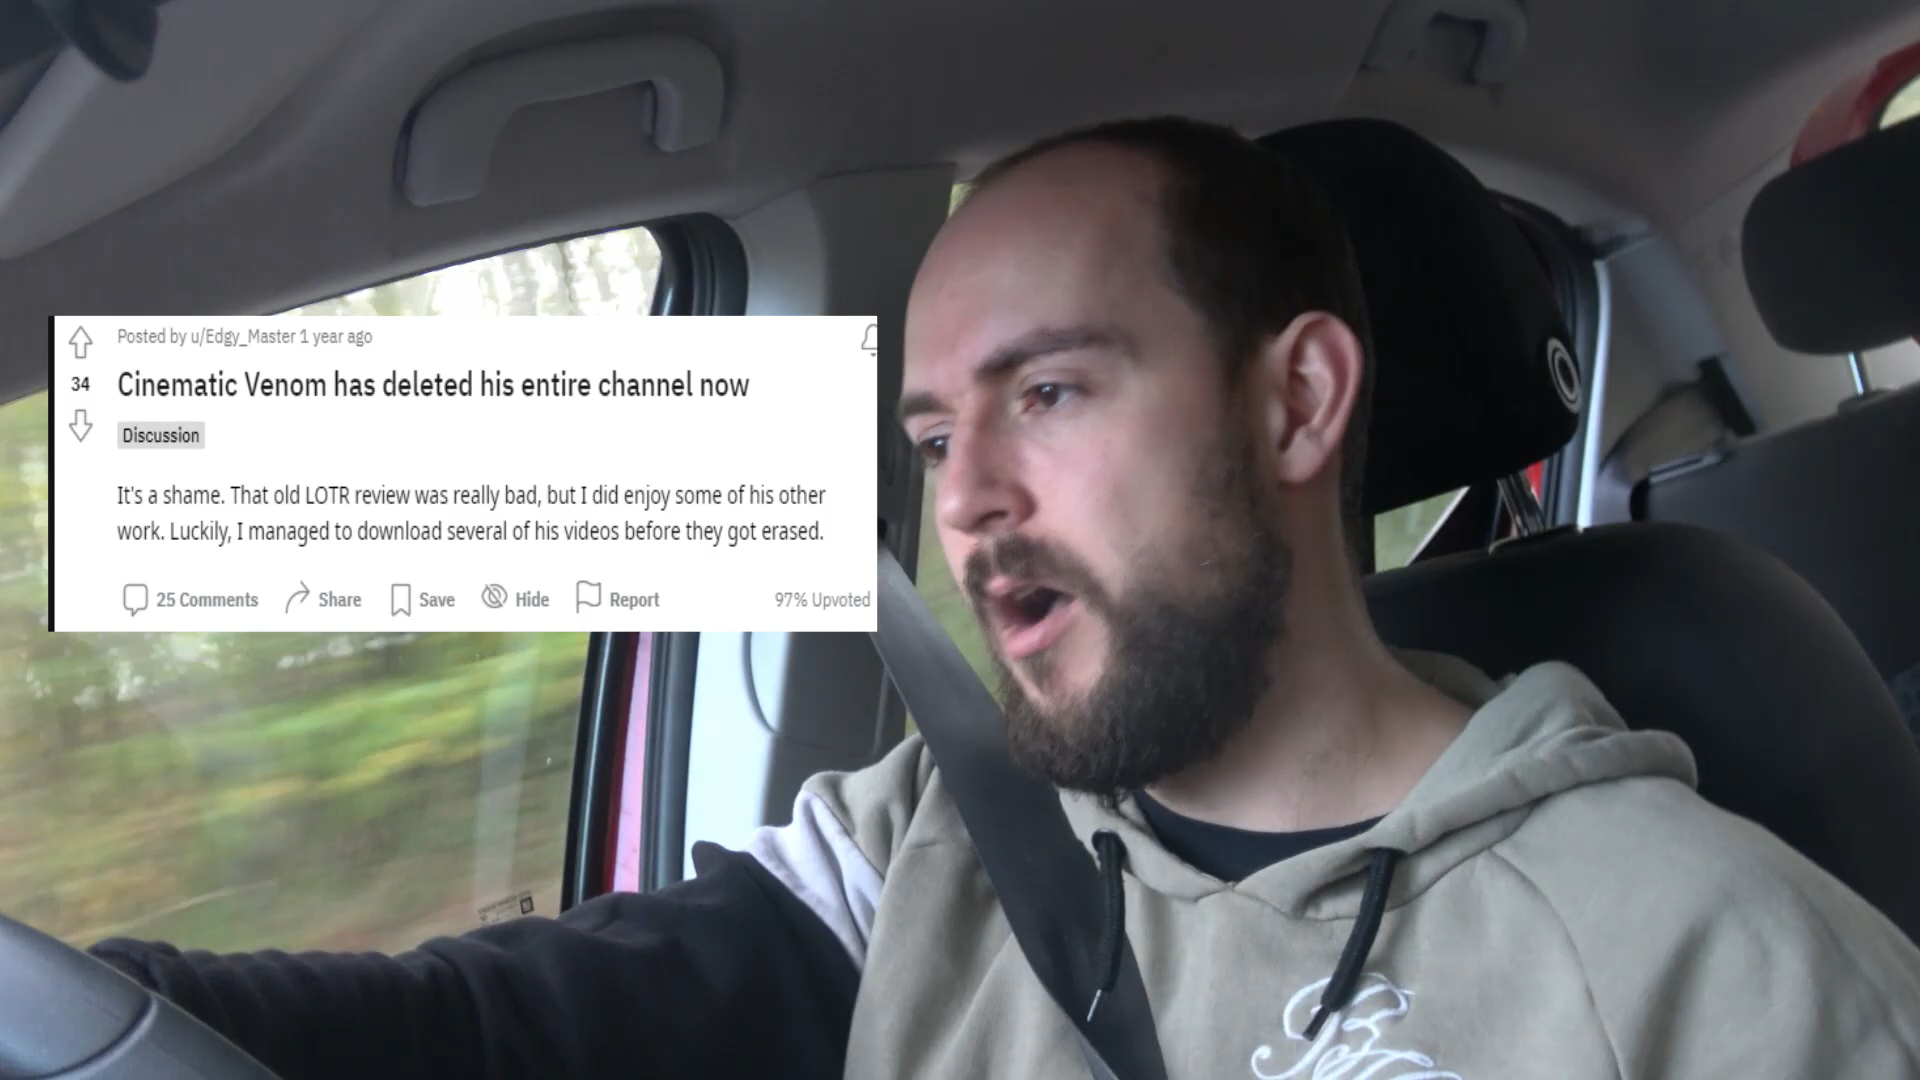 Posted by u/Edgy_Master 1 year ago
34
Cinematic Venom has deleted his entire channel now
Discussion
It's a shame. That old LOTR review was really bad, but I did enjoy some of his other
work. Luckily, I managed to download several of his videos before they got erased.
25 Comments Share Save Hide Report 97% Upvoted